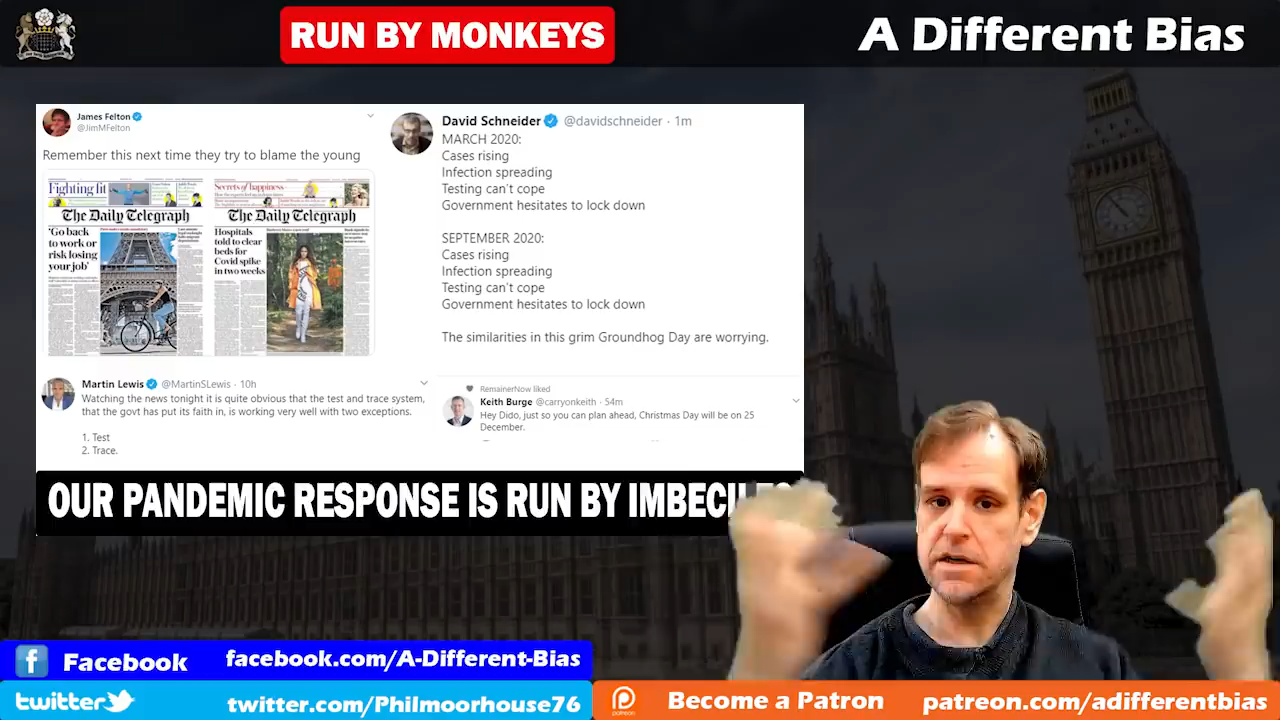 RUN BY MONKEYS
A Different Bias
James Felton
@JimMFelton
Remember this next time they try to blame the young
Fighting fit
The Daily Telegraph
'Go back
to work or
risk losing
your job'
Secrets of happiness
The Daily Telegraph
Hospitals
told to clear
beds for
Covid spike
in two weeks
David Schneider @davidschneider · 1m
MARCH 2020:
Cases rising
Infection spreading
Testing can't cope
Government hesitates to lock down
SEPTEMBER 2020:
Cases rising
Infection spreading
Testing can't cope
Government hesitates to lock down
The similarities in this grim Groundhog Day are worrying.
Martin Lewis @MartinSLewis · 10h
Watching the news tonight it is quite obvious that the test and trace system,
that the govt has put its faith in, is working very well with two exceptions.
1. Test
2. Trace.
RemainerNow liked
Keith Burge @carryonkeith · 54m
Hey Dido, just so you can plan ahead, Christmas Day will be on 25
December.
OUR PANDEMIC RESPONSE IS RUN BY
Facebook
facebook.com/A-Different-Bias
twitter
twitter.com/Philmoorhouse76
Become a Patron
patreon.com/adifferentbias